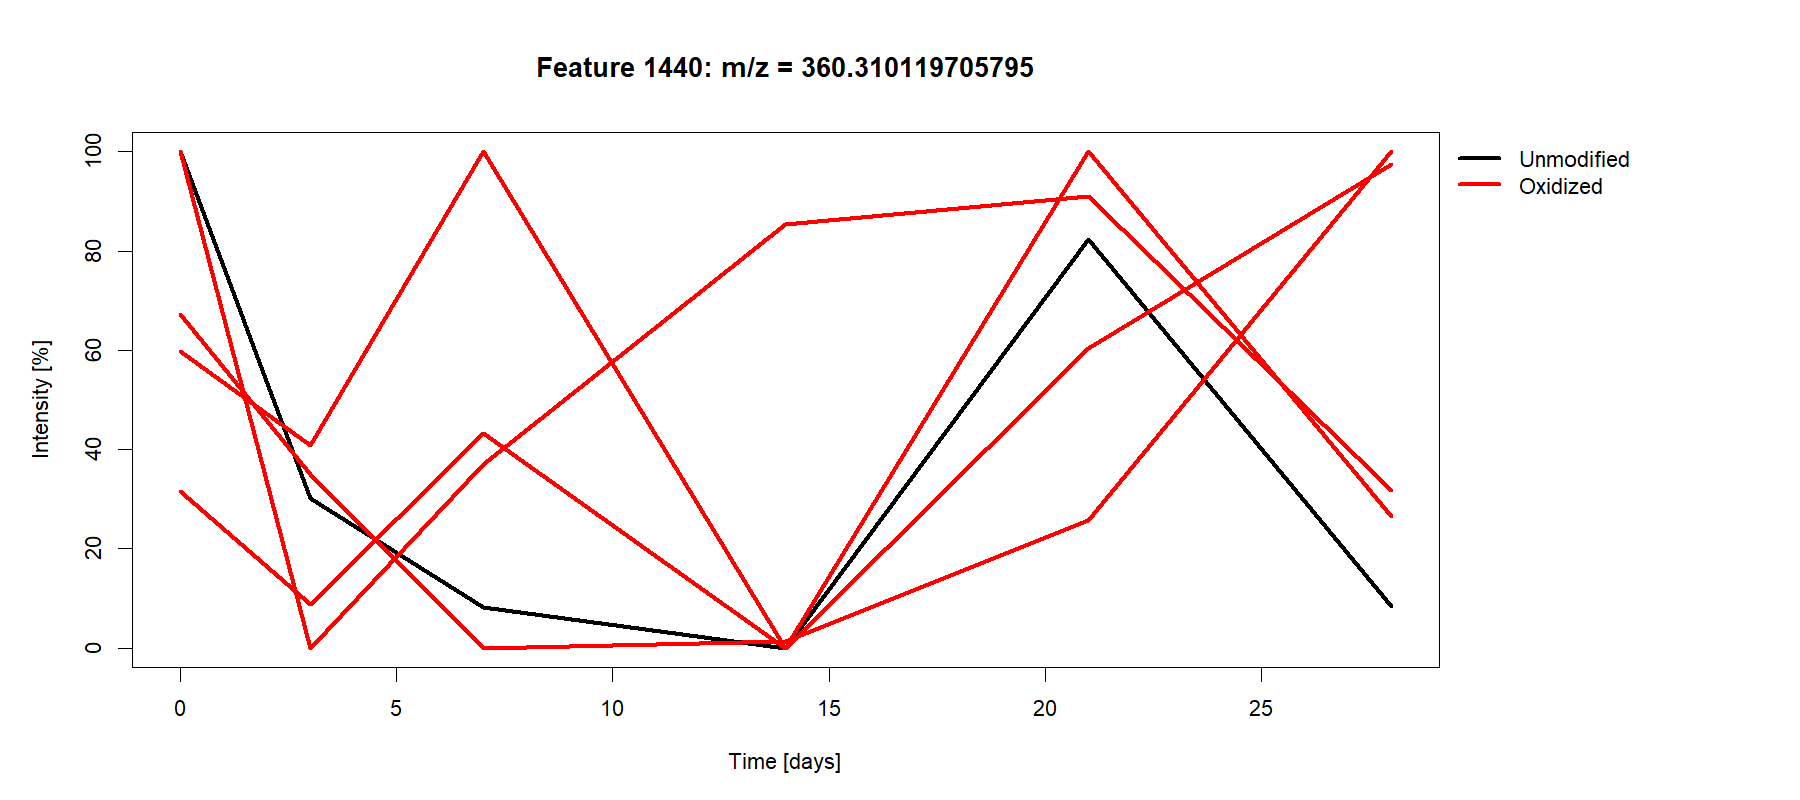 Feature 1440: m/z = 360.310119705795
Unmodified
Oxidized
Intensity [%]
100
80
60
40
20
0
0 5 10 15 20 25
Time [days]